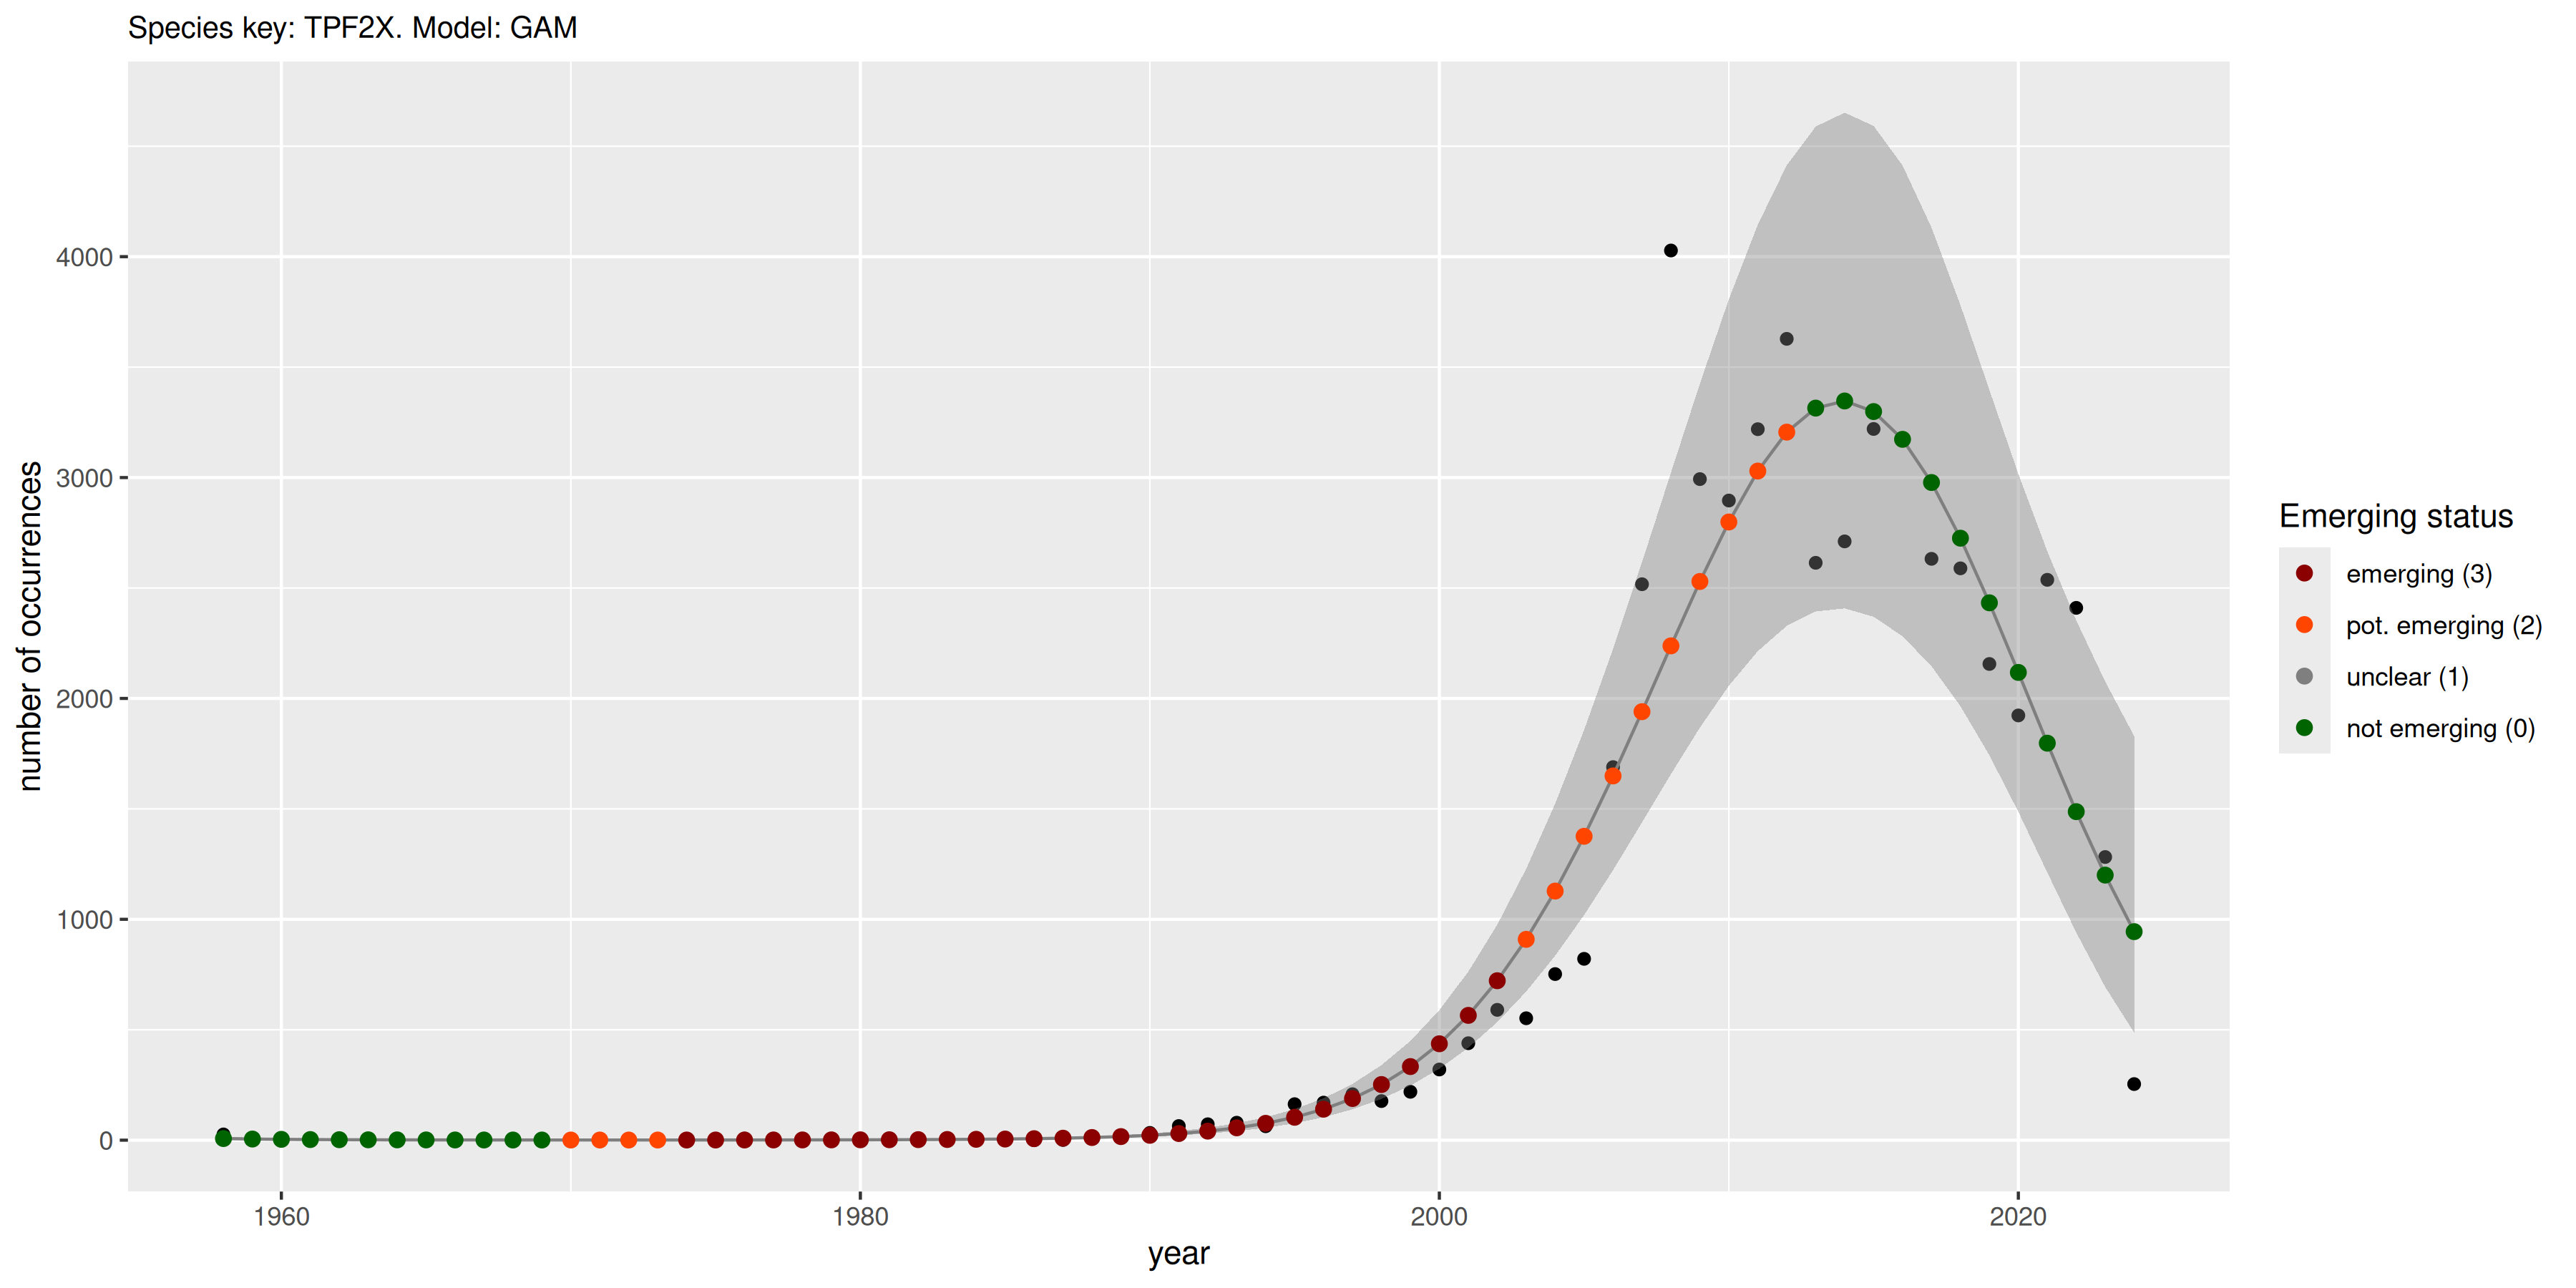 Species key: TPF2X. Model: GAM
number of occurrences
4000
3000
2000
1000
0
1960
1980
2000
2020
year
Emerging status
emerging (3)
pot. emerging (2)
unclear (1)
not emerging (0)